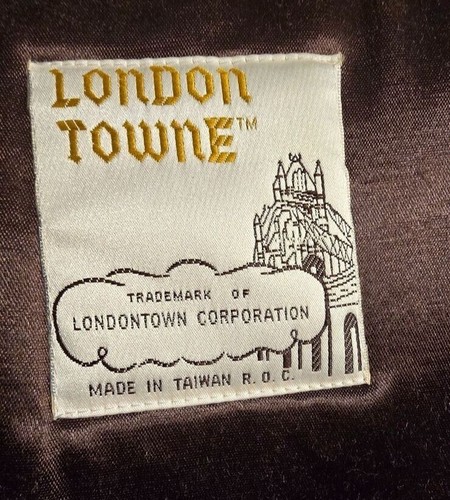 LONDON
TOWNE™
TRADEMARK OF
LONDONTOWN CORPORATION
MADE IN TAIWAN R.O.C.